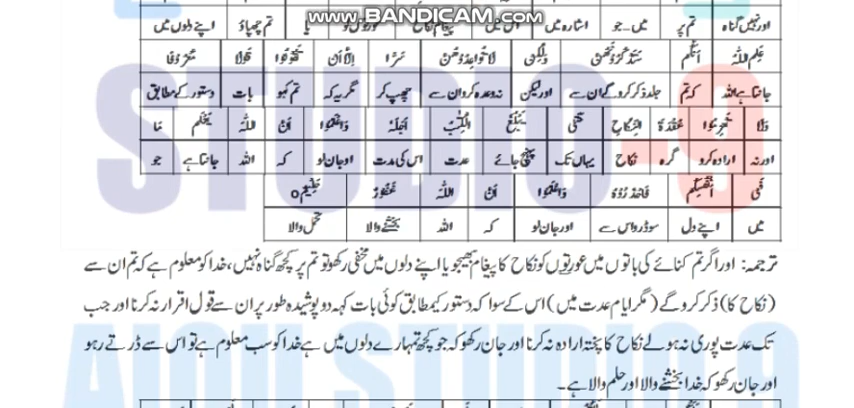 www.BANDICAM.com
اور نہیں گناہ تم پر میں۔جو اشارہ میں پیغام نکاح یا تم چھپاؤ اپنے دلوں میں
عَلِمَ اللّٰہُ اَنَّکُمْ سَتَذْکُرُوْنَھُنَّ وَلٰکِنْ لَّا تُوَاعِدُوْھُنَّ سِرًّا اِلَّا اَنْ تَقُوْلُوْا قَوْلًا مَّعْرُوْفًا
جانتا ہے اللہ کہ تم جلد ذکر کرو گے ان سے اور لیکن نہ وعدہ کرو ان سے چھپ کر مگر یہ کہ تم کہو بات دستور کے مطابق
وَلَا تَعْزِمُوْا عُقْدَۃَ النِّکَاحِ حَتّٰی یَبْلُغَ الْکِتٰبُ اَجَلَہٗ وَاعْلَمُوْا اَنَّ اللّٰہَ یَعْلَمُ مَا
اور نہ ارادہ کرو گرہ نکاح یہاں تک پہنچ جائے عدت اس کی مدت اور جان لو کہ اللہ جانتا ہے جو
فِیْ اَنْفُسِکُمْ فَاحْذَرُوْہُ وَاعْلَمُوْا اَنَّ اللّٰہَ غَفُوْرٌ حَلِیْمٌo
میں اپنے دل سو ڈرو اس سے اور جان لو کہ اللہ بخشنے والا تحمل والا
ترجمہ: اور اگر تم کنائے کی باتوں میں عورتوں کو نکاح کا پیغام بھیجو یا اپنے دلوں میں مخفی رکھو تو تم پر کچھ گناہ نہیں، خدا کو معلوم ہے کہ تم ان سے
(نکاح کا) ذکر کرو گے (مگر ایام عدت میں) اس کے سوا کہ دستور کیمطابق کوئی بات کہہ دو پوشیدہ طور پر ان سے قول اقرار نہ کرنا اور جب
تک عدت پوری نہ ہو لے نکاح کا پختہ ارادہ نہ کرنا اور جان رکھو کہ جو کچھ تمہارے دلوں میں ہے خدا کو سب معلوم ہے تو اس سے ڈرتے رہو
اور جان رکھو کہ خدا بخشنے والا اور حلم والا ہے۔
STUDIO-9
STUDIO-9